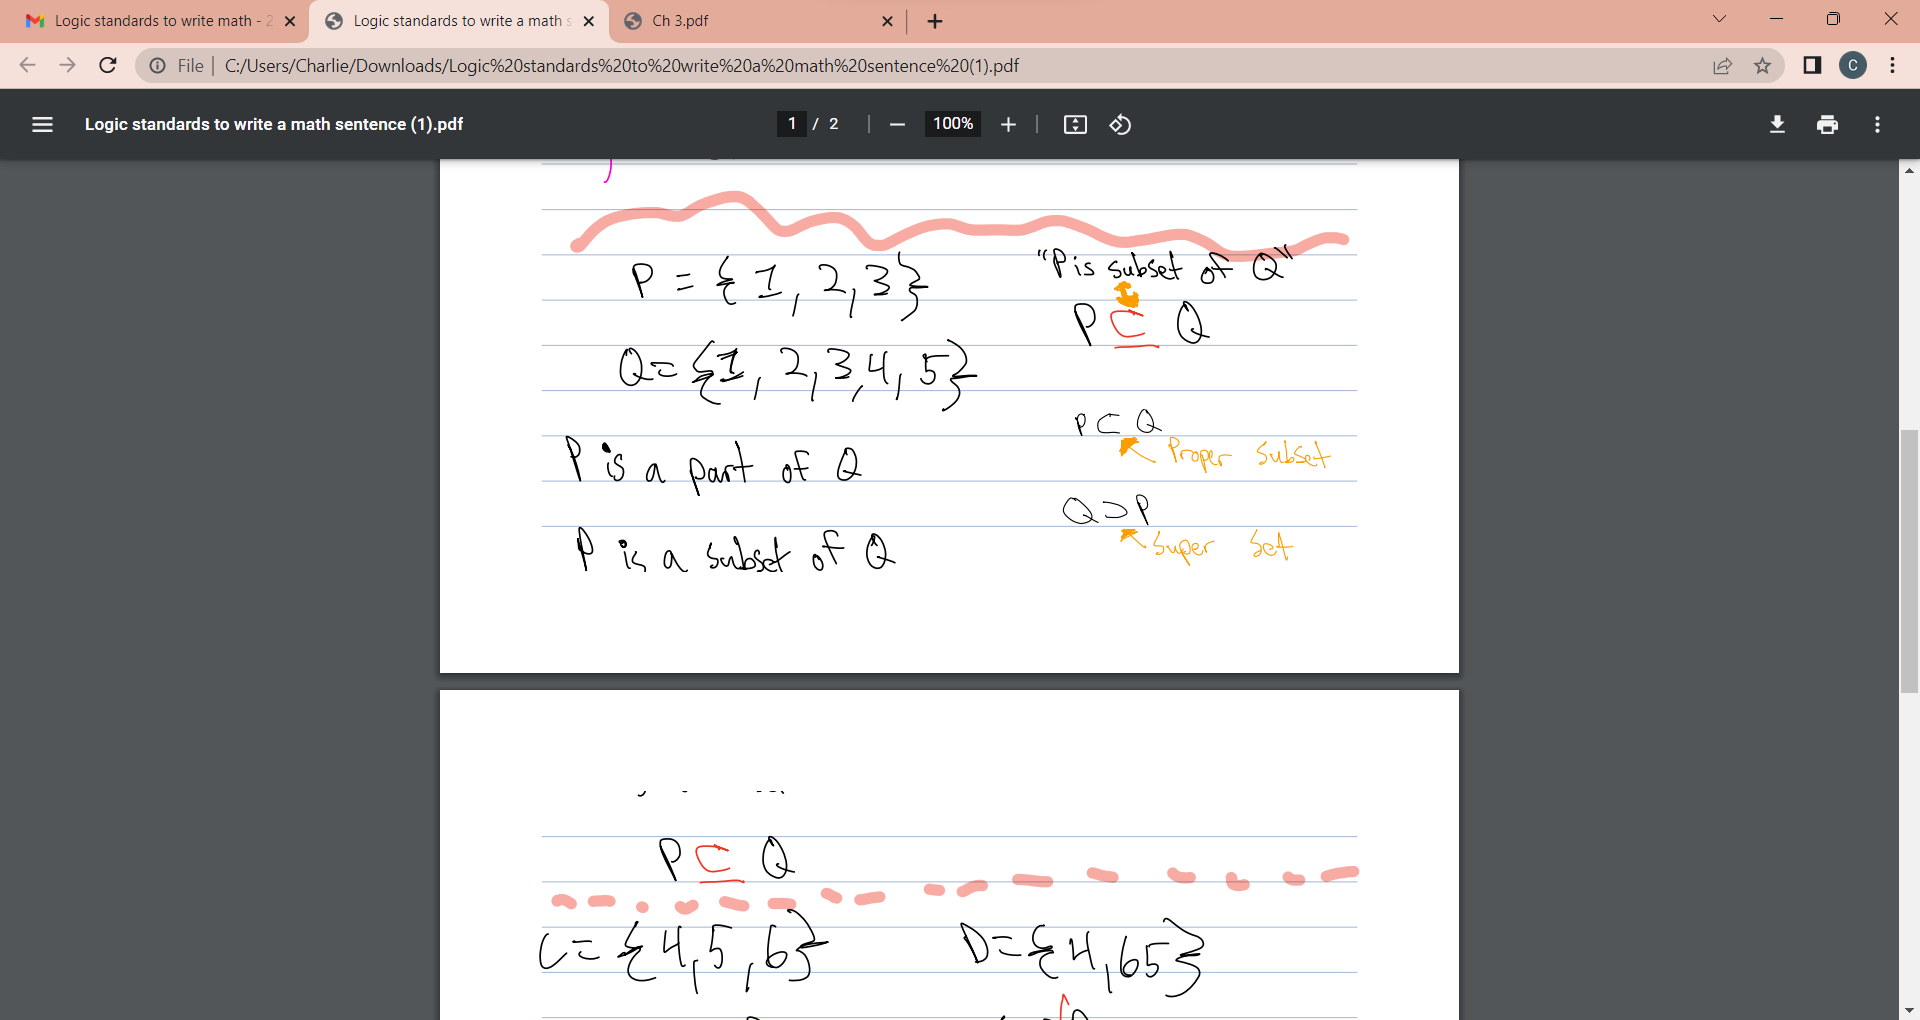 Logic standards to write math - 2
Logic standards to write a math s
Ch 3.pdf
File
C:/Users/Charlie/Downloads/Logic%20standards%20to%20write%20a%20math%20sentence%20(1).pdf
C
Logic standards to write a math sentence (1).pdf
1 / 2
100%
"P is subset of Q"
P = {1, 2, 3}
P ⊆ Q
Q = {1, 2, 3, 4, 5}
P ⊂ Q
Proper Subset
P is a part of Q
Q ⊃ P
Super Set
P is a subset of Q
P ⊆ Q
C = {4, 5, 6}
D = {4, 65}